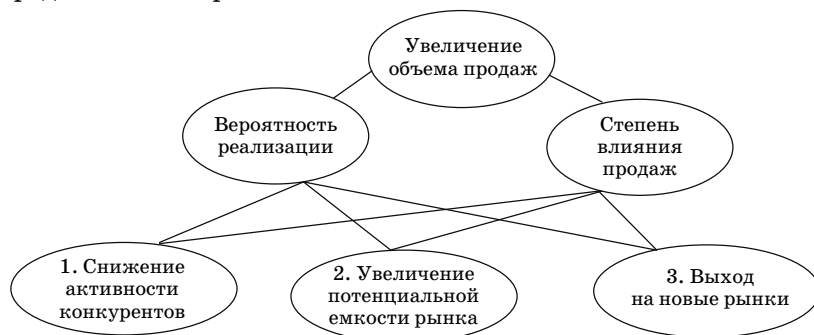 Увеличение
объема продаж
Вероятность
реализации
Степень
влияния
продаж
1. Снижение
активности
конкурентов
2. Увеличение
потенциальной
емкости рынка
3. Выход
на новые рынки